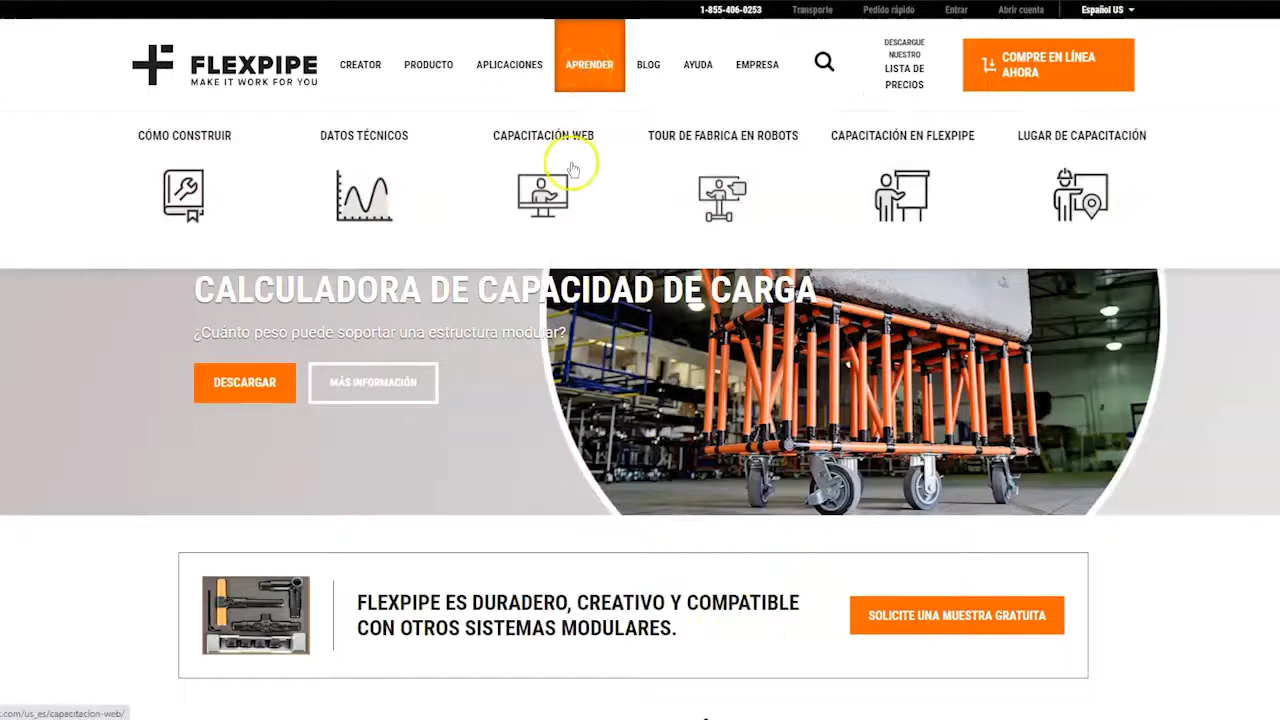 1-855-406-0253 Transporte Pedido rápido Entrar Abrir cuenta Español US
FLEXPIPE
MAKE IT WORK FOR YOU
CREATOR PRODUCTO APLICACIONES APRENDER BLOG AYUDA EMPRESA
DESCARGUE
NUESTRO
LISTA DE
PRECIOS
COMPRE EN LÍNEA
AHORA
CÓMO CONSTRUIR DATOS TÉCNICOS CAPACITACIÓN WEB TOUR DE FABRICA EN ROBOTS CAPACITACIÓN EN FLEXPIPE LUGAR DE CAPACITACIÓN
CALCULADORA DE CAPACIDAD DE CARGA
¿Cuánto peso puede soportar una estructura modular?
DESCARGAR MÁS INFORMACIÓN
FLEXPIPE ES DURADERO, CREATIVO Y COMPATIBLE
CON OTROS SISTEMAS MODULARES.
SOLICITE UNA MUESTRA GRATUITA
.com/us_es/capacitacion-web/